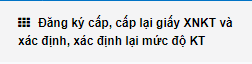 Đăng ký cấp, cấp lại giấy XNKT và
xác định, xác định lại mức độ KT